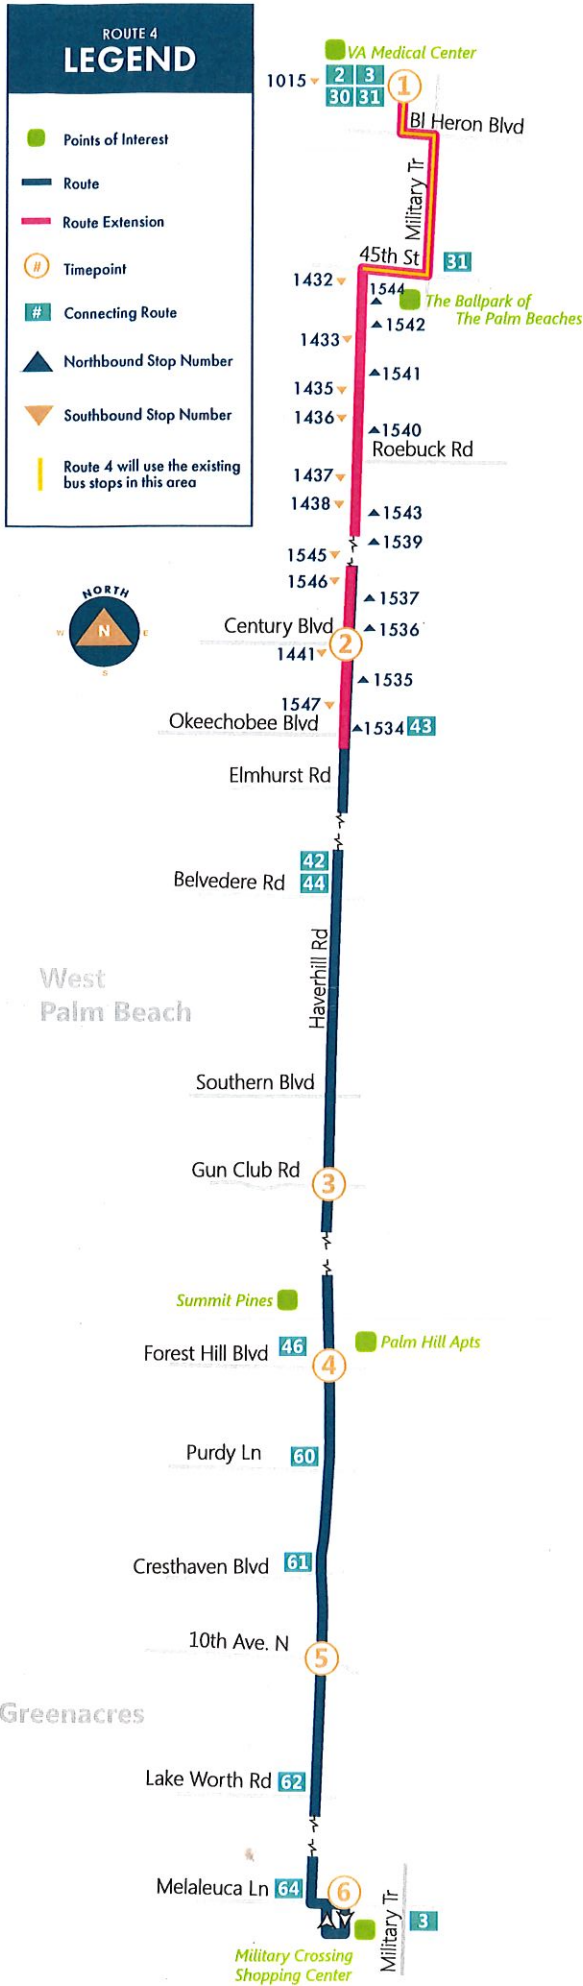 ROUTE 4
LEGEND
Points of Interest
Route
Route Extension
# Timepoint
# Connecting Route
Northbound Stop Number
Southbound Stop Number
Route 4 will use the existing
bus stops in this area
NORTH
N
W E
S
VA Medical Center
1015 2 3 1
30 31
Bl Heron Blvd
Military Tr
45th St 31
1432 1544
The Ballpark of
The Palm Beaches
1542
1433
1541
1435
1436
1540
Roebuck Rd
1437
1438
1543
1539
1545
1546
1537
Century Blvd 2 1536
1441
1535
1547
Okeechobee Blvd 1534 43
Elmhurst Rd
42
Belvedere Rd 44
Haverhill Rd
West
Palm Beach
Southern Blvd
Gun Club Rd 3
Summit Pines
Palm Hill Apts
Forest Hill Blvd 46 4
Purdy Ln 60
Cresthaven Blvd 61
10th Ave. N 5
Greenacres
Lake Worth Rd 62
Melaleuca Ln 64 6
Military Tr 3
Military Crossing
Shopping Center